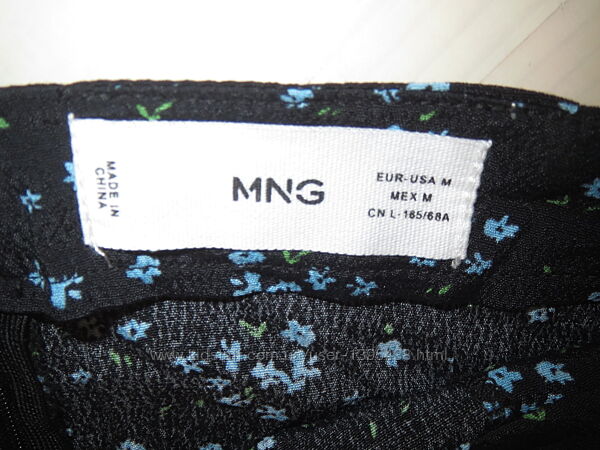 MADE IN
CHINA
MNG
EUR-USA M
MEX M
CN L-165/68A